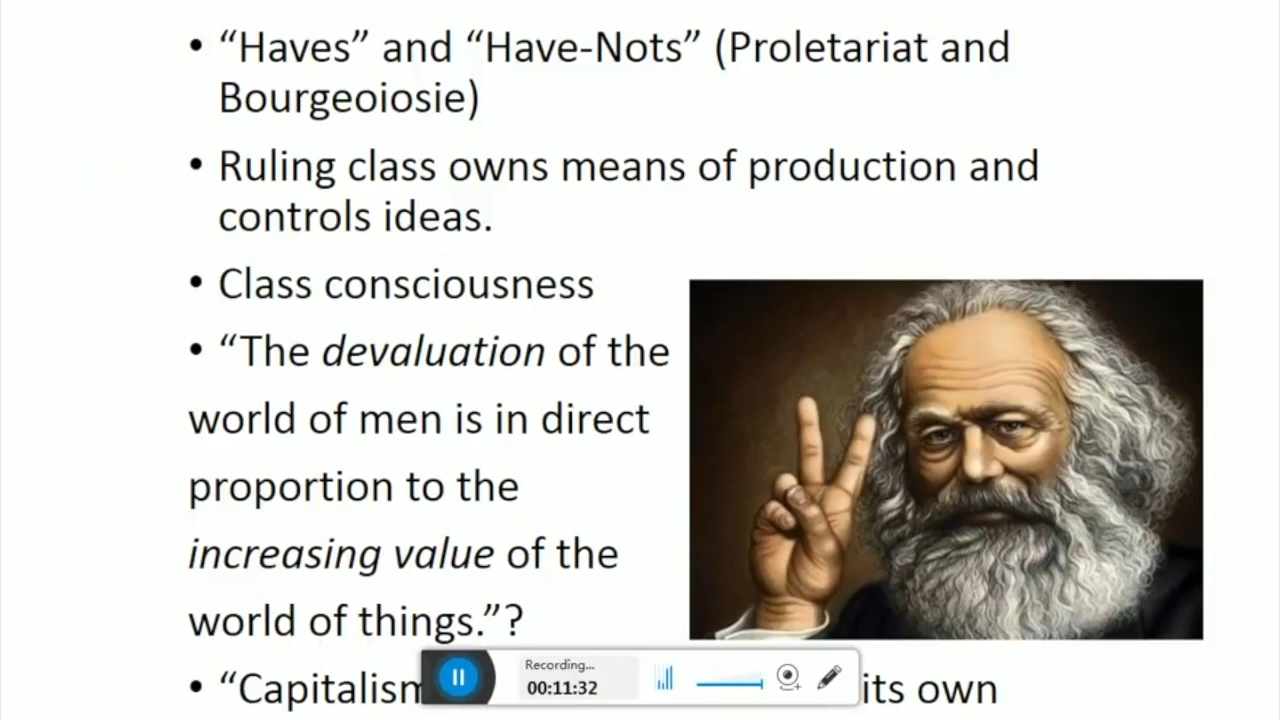 • “Haves” and “Have-Nots” (Proletariat and
Bourgeoiosie)
• Ruling class owns means of production and
controls ideas.
• Class consciousness
• “The devaluation of the
world of men is in direct
proportion to the
increasing value of the
world of things.”?
• “Capitalism its own
Recording...
00:11:32